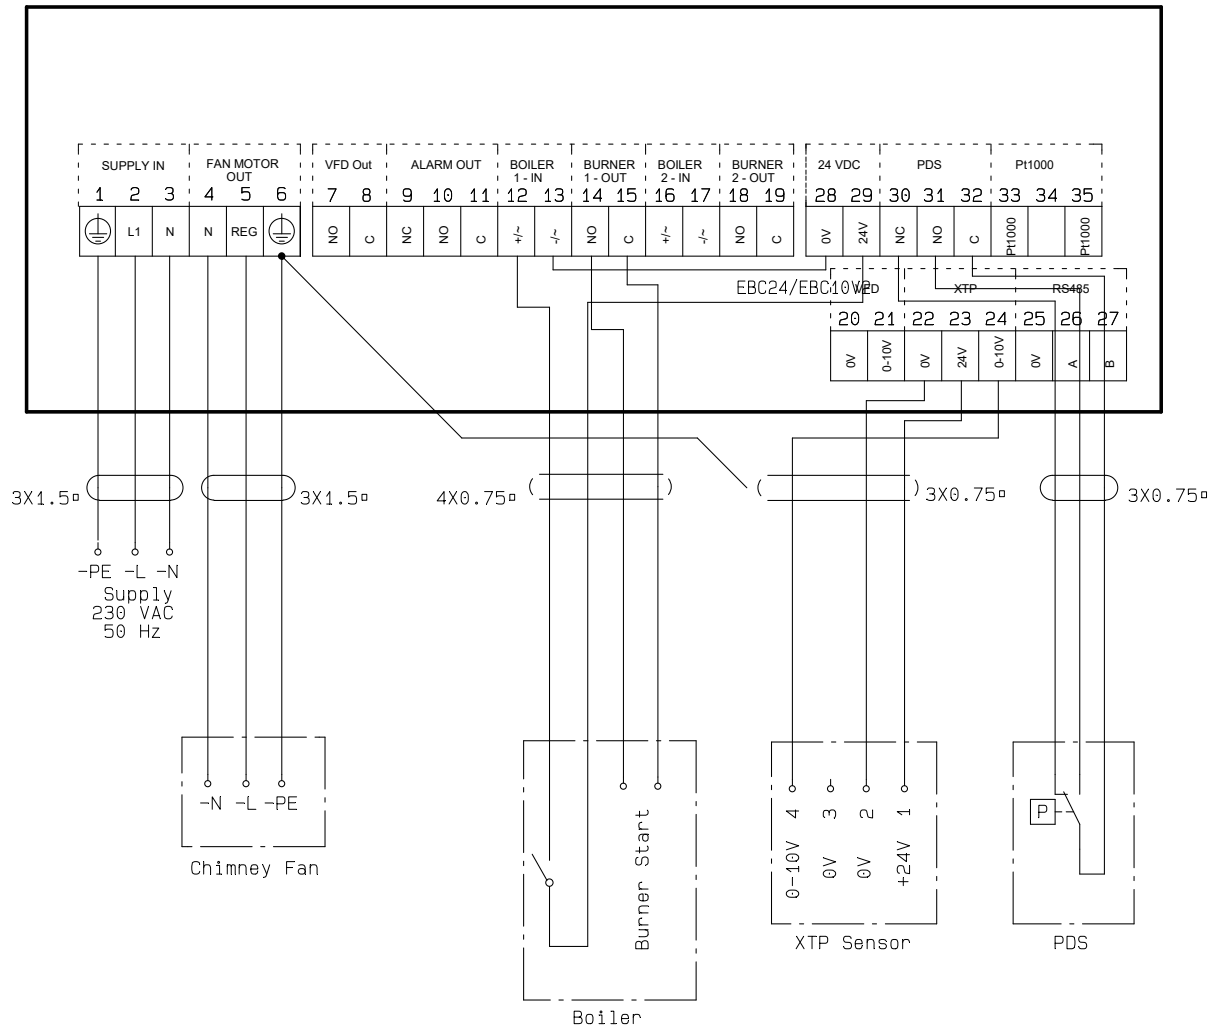 SUPPLY IN
FAN MOTOR
OUT
VFD Out
ALARM OUT
BOILER
1 - IN
BURNER
1 - OUT
BOILER
2 - IN
BURNER
2 - OUT
24 VDC
PDS
Pt1000
1 2 3 4 5 6 7 8 9 10 11 12 13 14 15 16 17 18 19 28 29 30 31 32 33 34 35
L1 N N REG NO C NC NO C +/~ -/~ NO C +/~ -/~ NO C 0V 24V NC NO C Pt1000 Pt1000
EBC24/EBC10V2
VFD XTP RS485
20 21 22 23 24 25 26 27
0V 0-10V 0V 24V 0-10V 0V A B
3X1.5▫
3X1.5▫
4X0.75▫
3X0.75▫
3X0.75▫
-PE -L -N
Supply
230 VAC
50 Hz
-N -L -PE
Chimney Fan
Burner Start
Boiler
4 3 2 1
0-10V 0V 0V +24V
XTP Sensor
P
PDS